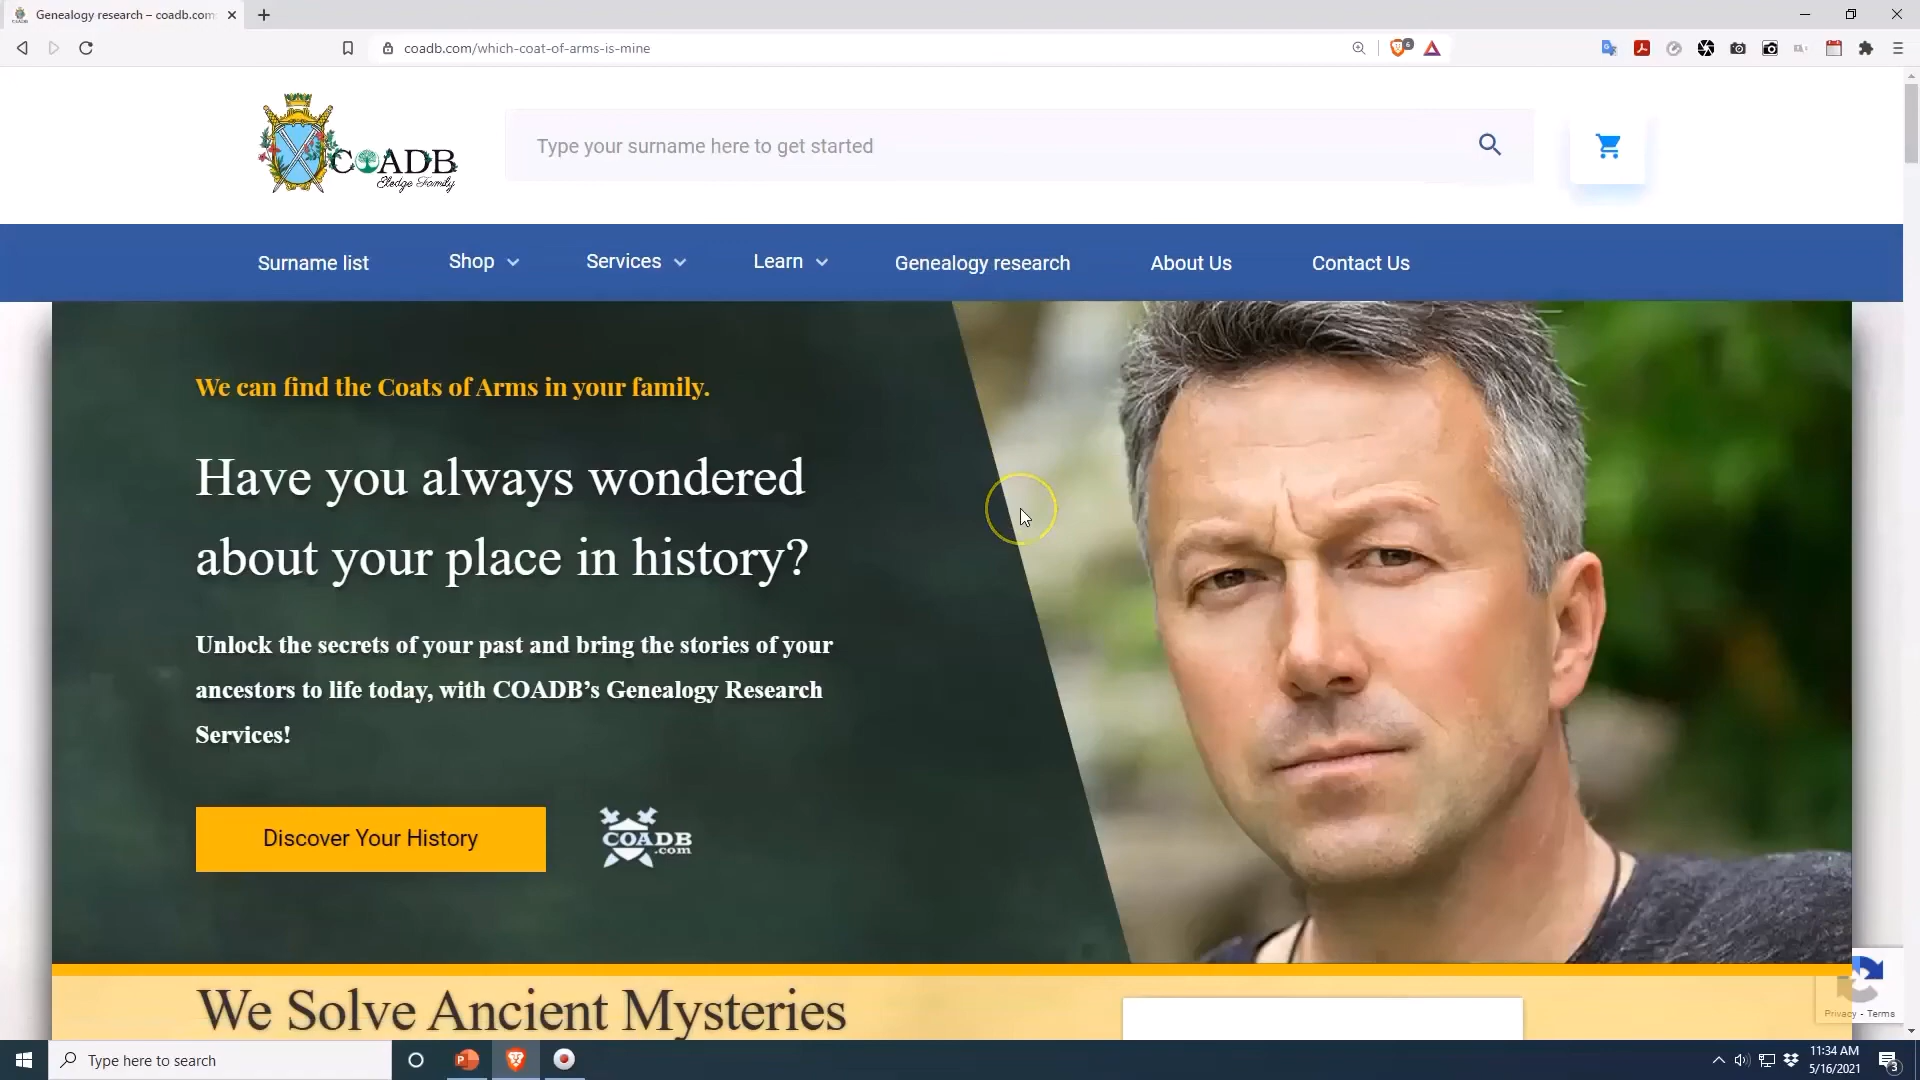 Genealogy research – coadb.com
coadb.com/which-coat-of-arms-is-mine
6
COADB
Eledge Family
Type your surname here to get started
Surname list
Shop
Services
Learn
Genealogy research
About Us
Contact Us
We can find the Coats of Arms in your family.
Have you always wondered
about your place in history?
Unlock the secrets of your past and bring the stories of your
ancestors to life today, with COADB’s Genealogy Research
Services!
Discover Your History
COADB
.com
We Solve Ancient Mysteries
Privacy - Terms
Type here to search
11:34 AM
5/16/2021
3